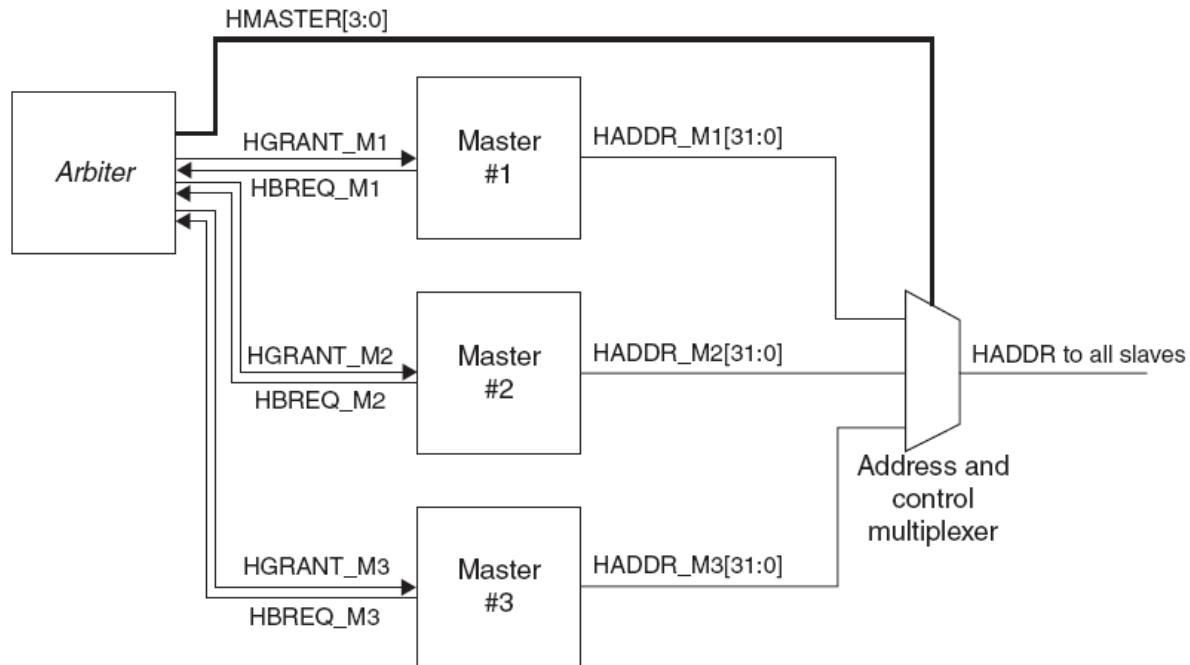 HMASTER[3:0]
Arbiter
HGRANT_M1
HBREQ_M1
Master
#1
HADDR_M1[31:0]
HGRANT_M2
HBREQ_M2
Master
#2
HADDR_M2[31:0]
HADDR to all slaves
Address and
control
multiplexer
HGRANT_M3
HBREQ_M3
Master
#3
HADDR_M3[31:0]